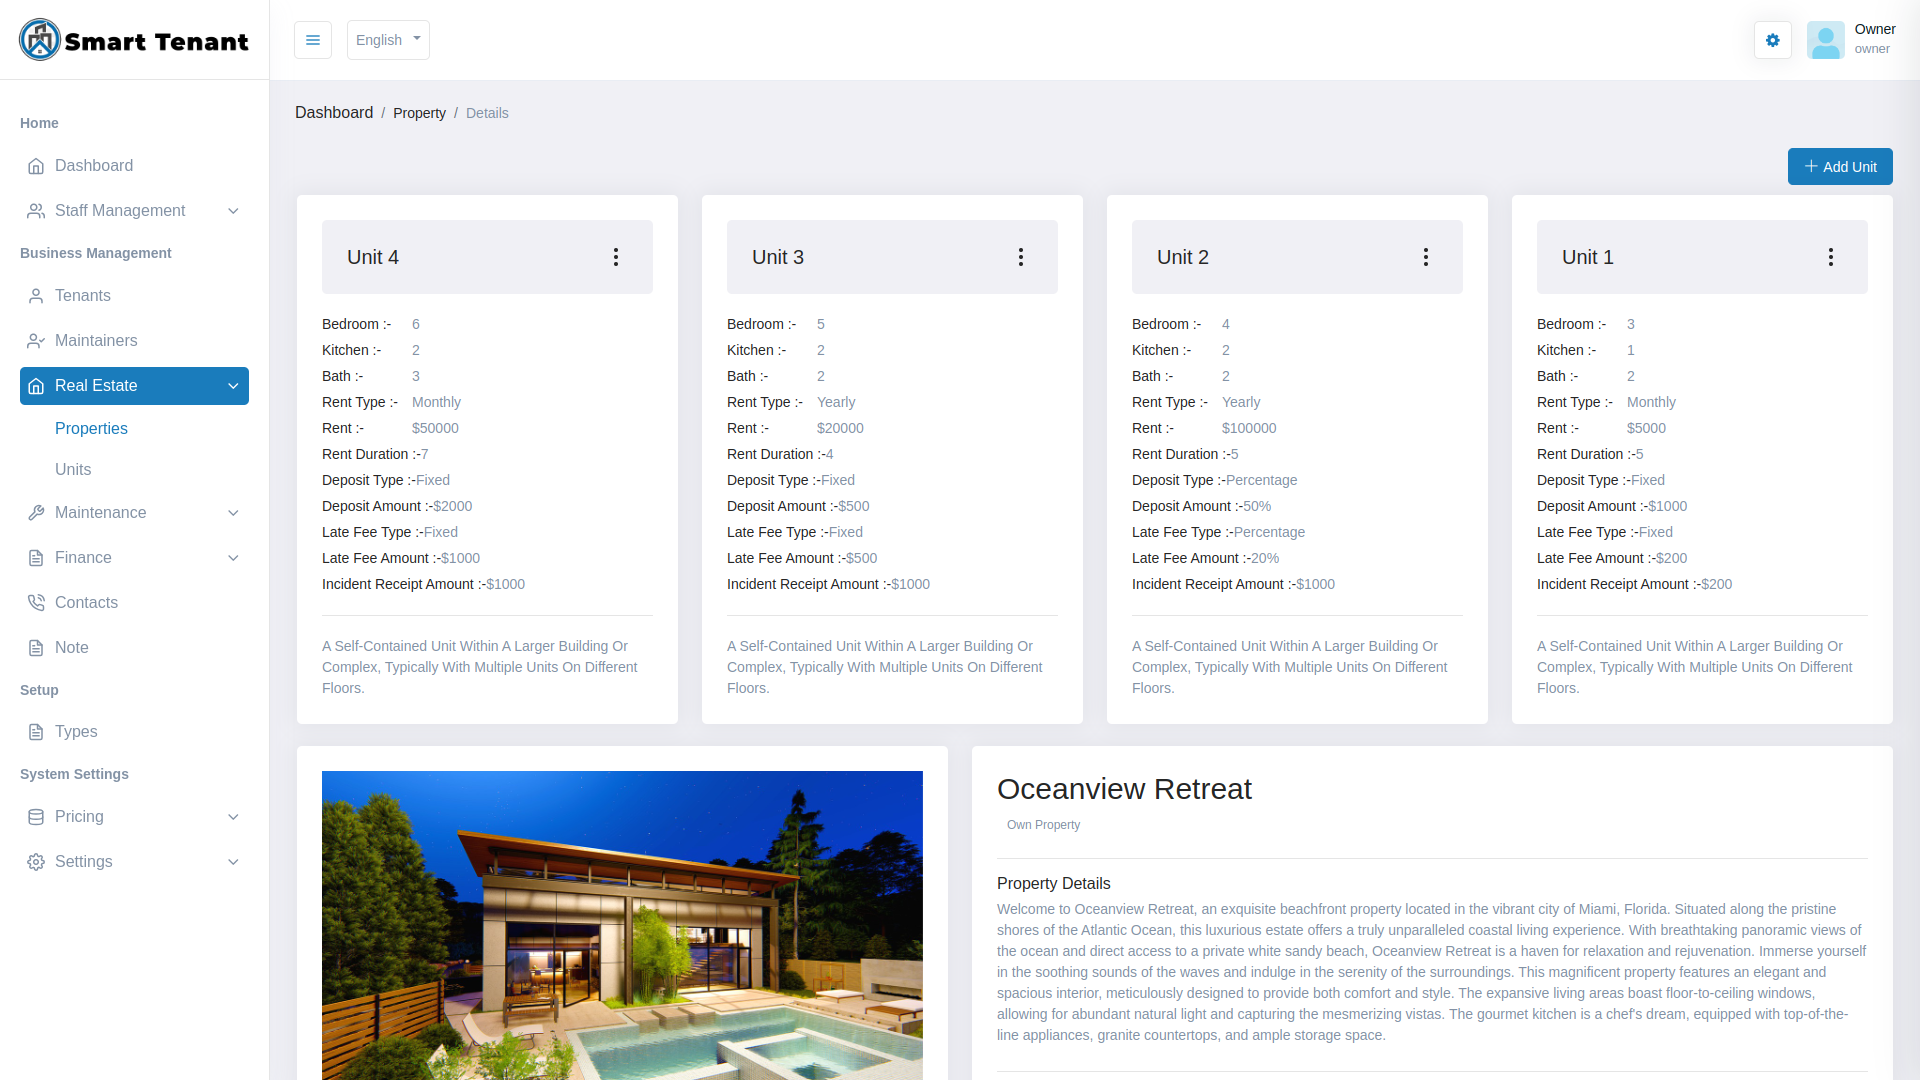 Smart Tenant
English
Owner
owner
Home
Dashboard
Staff Management
Business Management
Tenants
Maintainers
Real Estate
Properties
Units
Maintenance
Finance
Contacts
Note
Setup
Types
System Settings
Pricing
Settings
Dashboard / Property / Details
Add Unit
Unit 4
Bedroom :- 6
Kitchen :- 2
Bath :- 3
Rent Type :- Monthly
Rent :- $50000
Rent Duration :-7
Deposit Type :-Fixed
Deposit Amount :-$2000
Late Fee Type :-Fixed
Late Fee Amount :-$1000
Incident Receipt Amount :-$1000
A Self-Contained Unit Within A Larger Building Or
Complex, Typically With Multiple Units On Different
Floors.
Unit 3
Bedroom :- 5
Kitchen :- 2
Bath :- 2
Rent Type :- Yearly
Rent :- $20000
Rent Duration :-4
Deposit Type :-Fixed
Deposit Amount :-$500
Late Fee Type :-Fixed
Late Fee Amount :-$500
Incident Receipt Amount :-$1000
A Self-Contained Unit Within A Larger Building Or
Complex, Typically With Multiple Units On Different
Floors.
Unit 2
Bedroom :- 4
Kitchen :- 2
Bath :- 2
Rent Type :- Yearly
Rent :- $100000
Rent Duration :-5
Deposit Type :-Percentage
Deposit Amount :-50%
Late Fee Type :-Percentage
Late Fee Amount :-20%
Incident Receipt Amount :-$1000
A Self-Contained Unit Within A Larger Building Or
Complex, Typically With Multiple Units On Different
Floors.
Unit 1
Bedroom :- 3
Kitchen :- 1
Bath :- 2
Rent Type :- Monthly
Rent :- $5000
Rent Duration :-5
Deposit Type :-Fixed
Deposit Amount :-$1000
Late Fee Type :-Fixed
Late Fee Amount :-$200
Incident Receipt Amount :-$200
A Self-Contained Unit Within A Larger Building Or
Complex, Typically With Multiple Units On Different
Floors.
Oceanview Retreat
Own Property
Property Details
Welcome to Oceanview Retreat, an exquisite beachfront property located in the vibrant city of Miami, Florida. Situated along the pristine
shores of the Atlantic Ocean, this luxurious estate offers a truly unparalleled coastal living experience. With breathtaking panoramic views of
the ocean and direct access to a private white sandy beach, Oceanview Retreat is a haven for relaxation and rejuvenation. Immerse yourself
in the soothing sounds of the waves and indulge in the serenity of the surroundings. This magnificent property features an elegant and
spacious interior, meticulously designed to provide both comfort and style. The expansive living areas boast floor-to-ceiling windows,
allowing for abundant natural light and capturing the mesmerizing vistas. The gourmet kitchen is a chef's dream, equipped with top-of-the-
line appliances, granite countertops, and ample storage space.